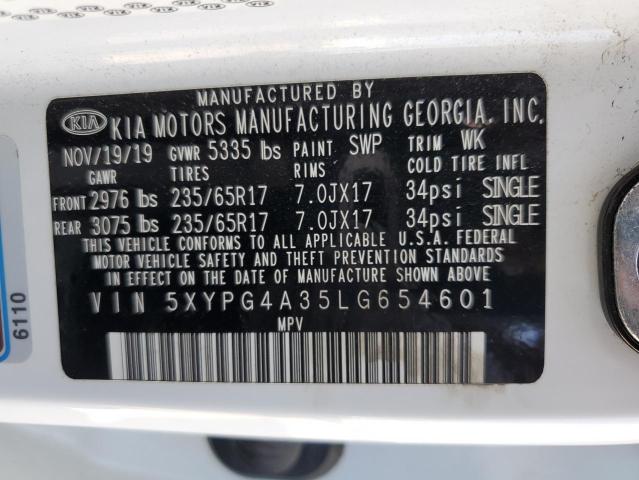 MANUFACTURED BY
KIA KIA MOTORS MANUFACTURING GEORGIA, INC.
NOV/19/19 GVWR 5335 lbs PAINT SWP TRIM WK
GAWR TIRES RIMS COLD TIRE INFL.
FRONT 2976 lbs 235/65R17 7.0JX17 34psi SINGLE
REAR 3075 lbs 235/65R17 7.0JX17 34psi SINGLE
THIS VEHICLE CONFORMS TO ALL APPLICABLE U.S.A. FEDERAL
MOTOR VEHICLE SAFETY AND THEFT PREVENTION STANDARDS
IN EFFECT ON THE DATE OF MANUFACTURE SHOWN ABOVE.
VIN 5XYPG4A35LG654601
MPV
6110